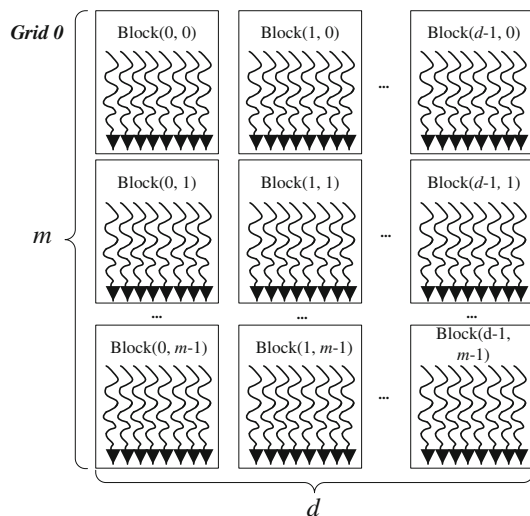 Grid 0
Block(0, 0)
Block(1, 0)
Block(d-1, 0)
...
Block(0, 1)
Block(1, 1)
Block(d-1, 1)
...
m
...
...
...
Block(0, m-1)
Block(1, m-1)
Block(d-1,
m-1)
...
d